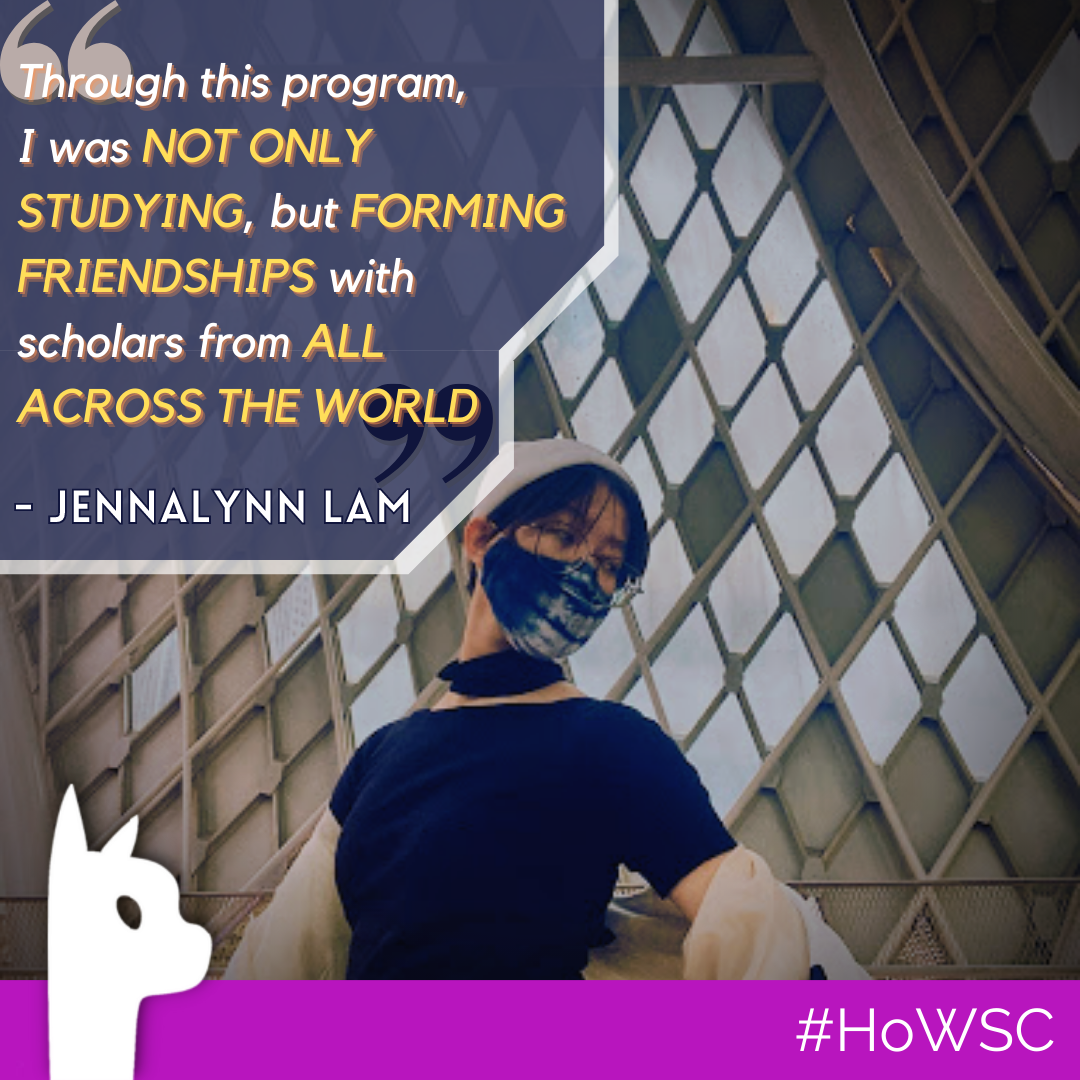 “
Through this program,
I was NOT ONLY
STUDYING, but FORMING
FRIENDSHIPS with
scholars from ALL
ACROSS THE WORLD
”
- JENNALYNN LAM
#HoWSC